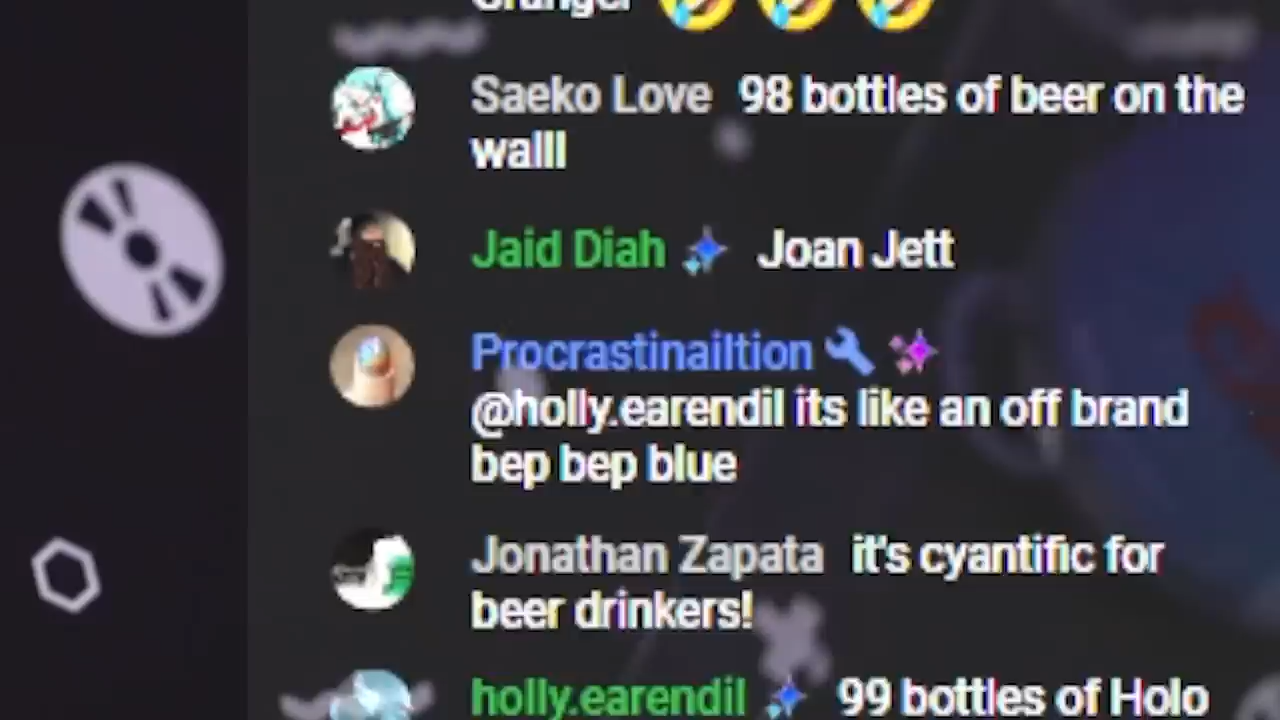 Granger 🤣🤣🤣
Saeko Love 98 bottles of beer on the
walll
Jaid Diah Joan Jett
Procrastinailtion
@holly.earendil its like an off brand
bep bep blue
Jonathan Zapata it's cyantific for
beer drinkers!
holly.earendil 99 bottles of Holo